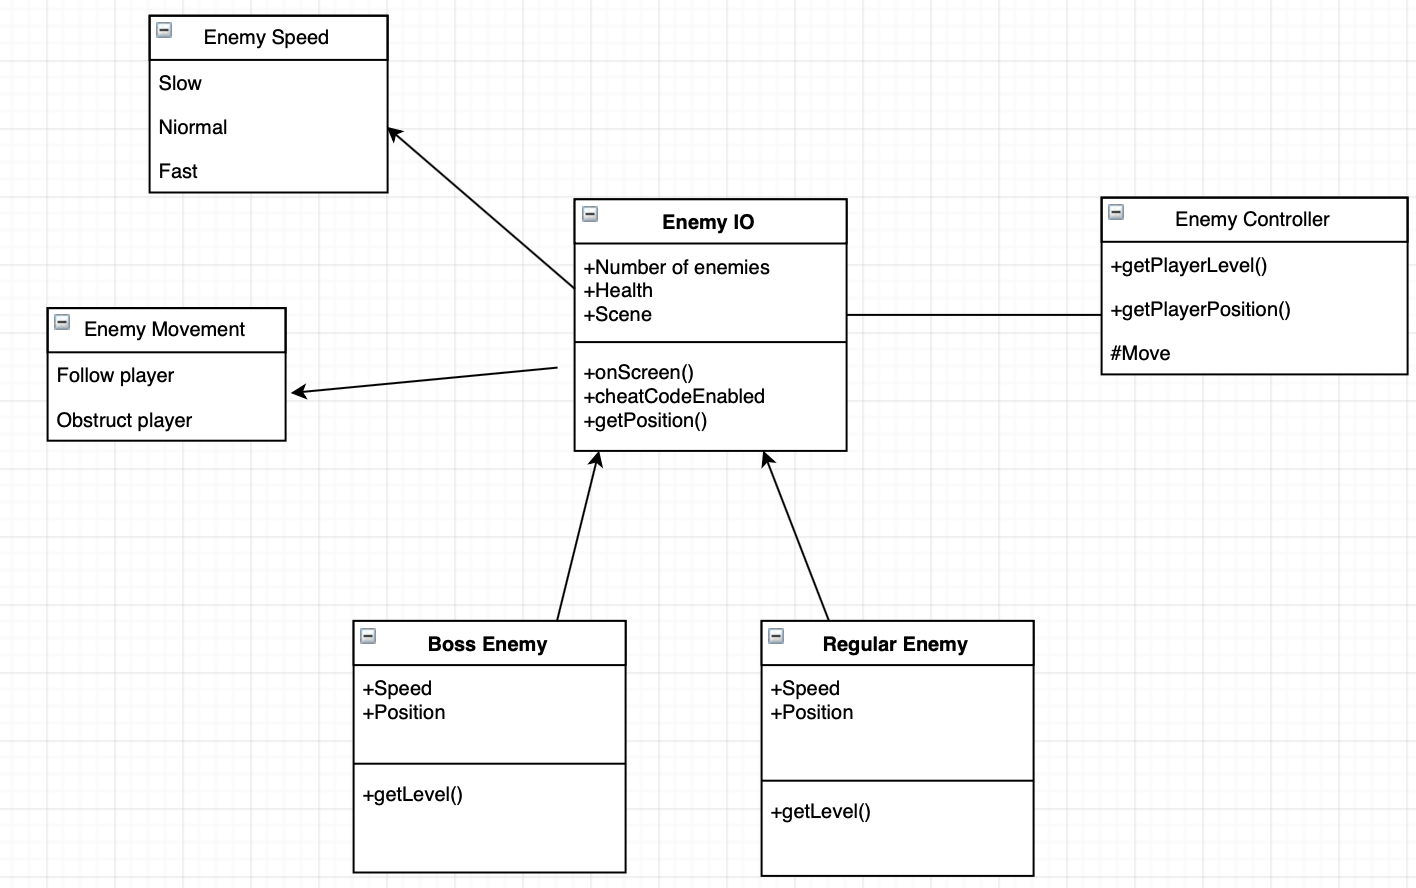 Enemy Speed
Slow
Niormal
Fast
Enemy Movement
Follow player
Obstruct player
Enemy IO
+Number of enemies
+Health
+Scene
+onScreen()
+cheatCodeEnabled
+getPosition()
Enemy Controller
+getPlayerLevel()
+getPlayerPosition()
#Move
Boss Enemy
+Speed
+Position
+getLevel()
Regular Enemy
+Speed
+Position
+getLevel()